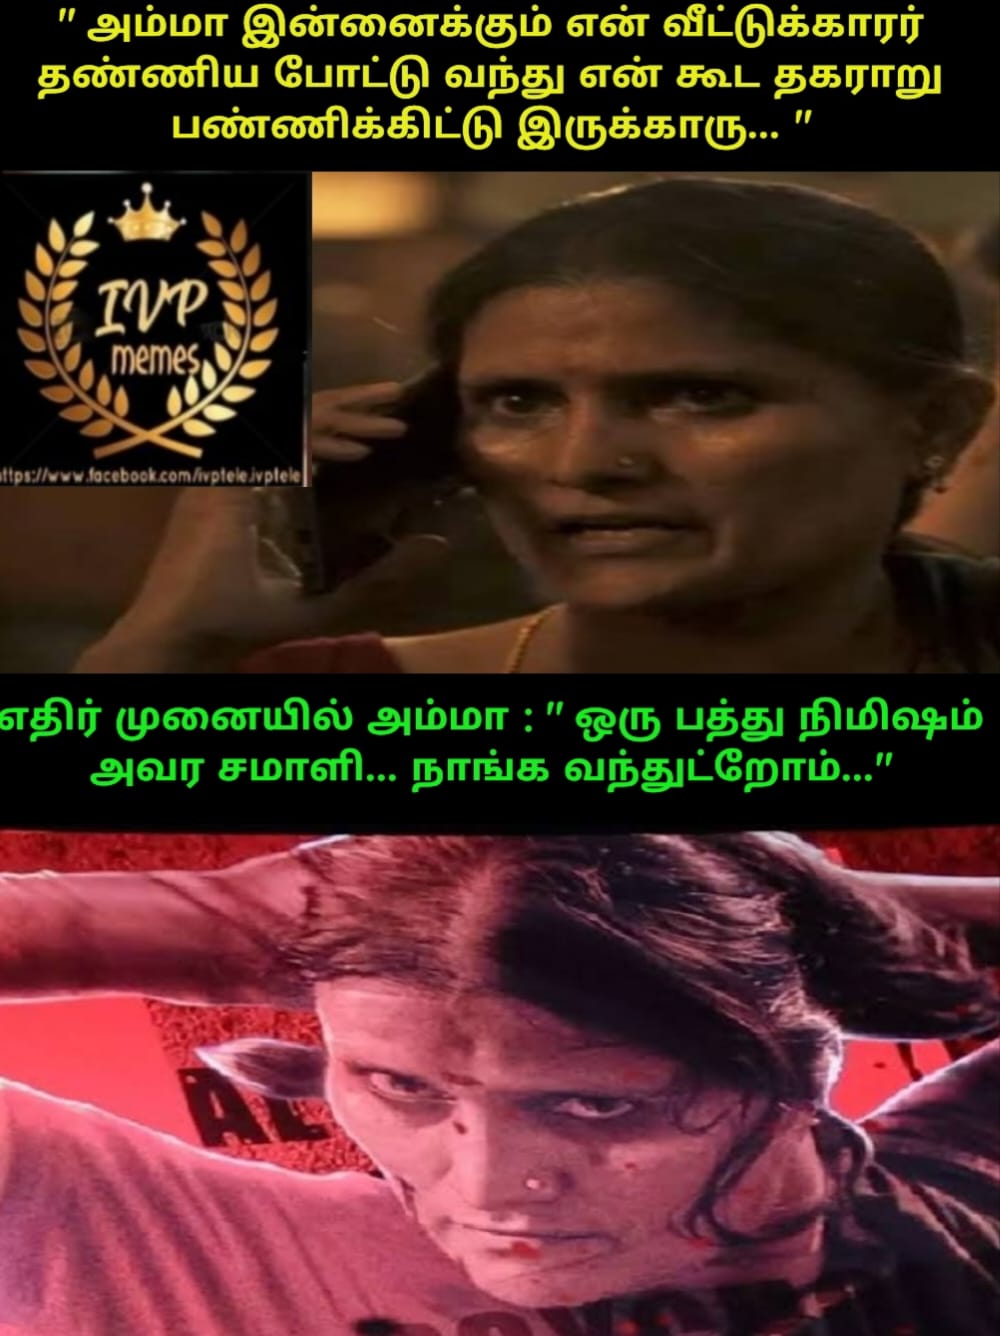 " அம்மா இன்னைக்கும் என் வீட்டுக்காரர்
தண்ணிய போட்டு வந்து என் கூட தகராறு
பண்ணிக்கிட்டு இருக்காரு... "
IVP
memes
ttps://www.facebook.com/ivptele.ivptele
எதிர் முனையில் அம்மா : " ஒரு பத்து நிமிஷம்
அவர சமாளி... நாங்க வந்துட்றோம்..."